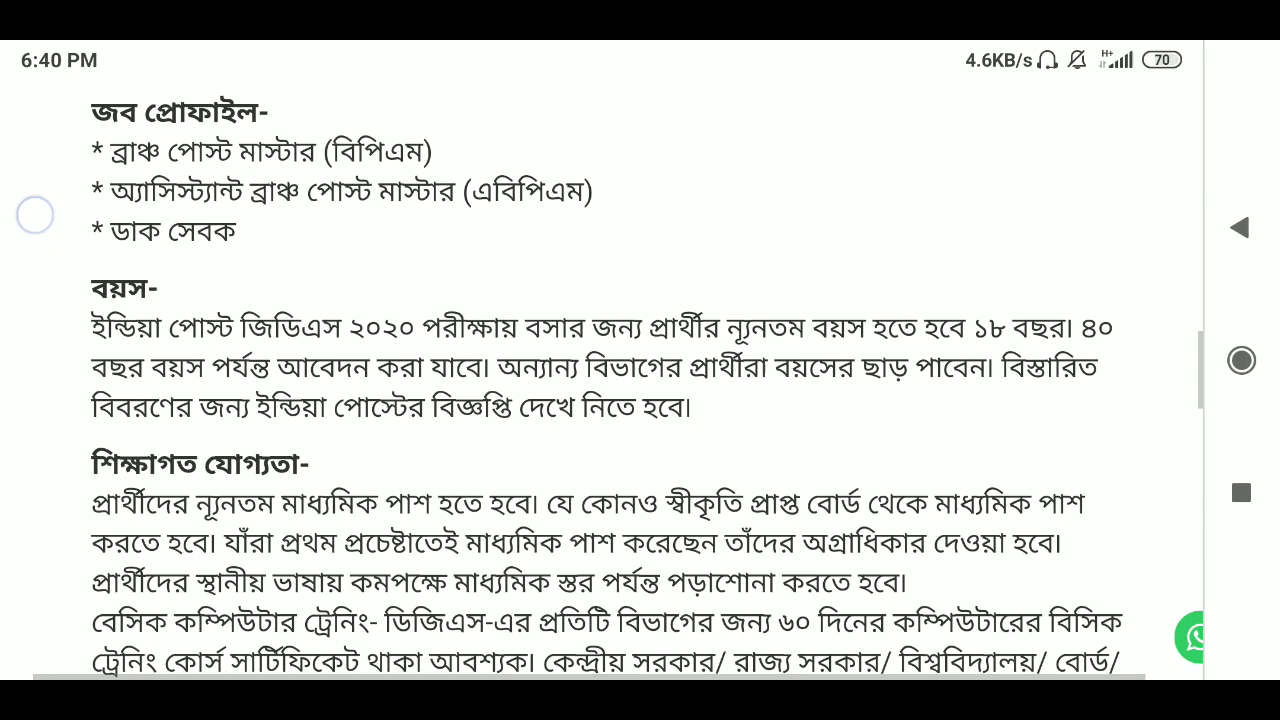 6:40 PM
4.6KB/s H+ 70
জব প্রোফাইল-
* ব্রাঞ্চ পোস্ট মাস্টার (বিপিএম)
* অ্যাসিস্ট্যান্ট ব্রাঞ্চ পোস্ট মাস্টার (এবিপিএম)
* ডাক সেবক
বয়স-
ইন্ডিয়া পোস্ট জিডিএস ২০২০ পরীক্ষায় বসার জন্য প্রার্থীর ন্যূনতম বয়স হতে হবে ১৮ বছর। ৪০
বছর বয়স পর্যন্ত আবেদন করা যাবে। অন্যান্য বিভাগের প্রার্থীরা বয়সের ছাড় পাবেন। বিস্তারিত
বিবরণের জন্য ইন্ডিয়া পোস্টের বিজ্ঞপ্তি দেখে নিতে হবে।
শিক্ষাগত যোগ্যতা-
প্রার্থীদের ন্যূনতম মাধ্যমিক পাশ হতে হবে। যে কোনও স্বীকৃতি প্রাপ্ত বোর্ড থেকে মাধ্যমিক পাশ
করতে হবে। যাঁরা প্রথম প্রচেষ্টাতেই মাধ্যমিক পাশ করেছেন তাঁদের অগ্রাধিকার দেওয়া হবে।
প্রার্থীদের স্থানীয় ভাষায় কমপক্ষে মাধ্যমিক স্তর পর্যন্ত পড়াশোনা করতে হবে।
বেসিক কম্পিউটার ট্রেনিং- ডিজিএস-এর প্রতিটি বিভাগের জন্য ৬০ দিনের কম্পিউটারের বিসিক
ট্রেনিং কোর্স সার্টিফিকেট থাকা আবশ্যক। কেন্দ্রীয় সরকার/ রাজ্য সরকার/ বিশ্ববিদ্যালয়/ বোর্ড/